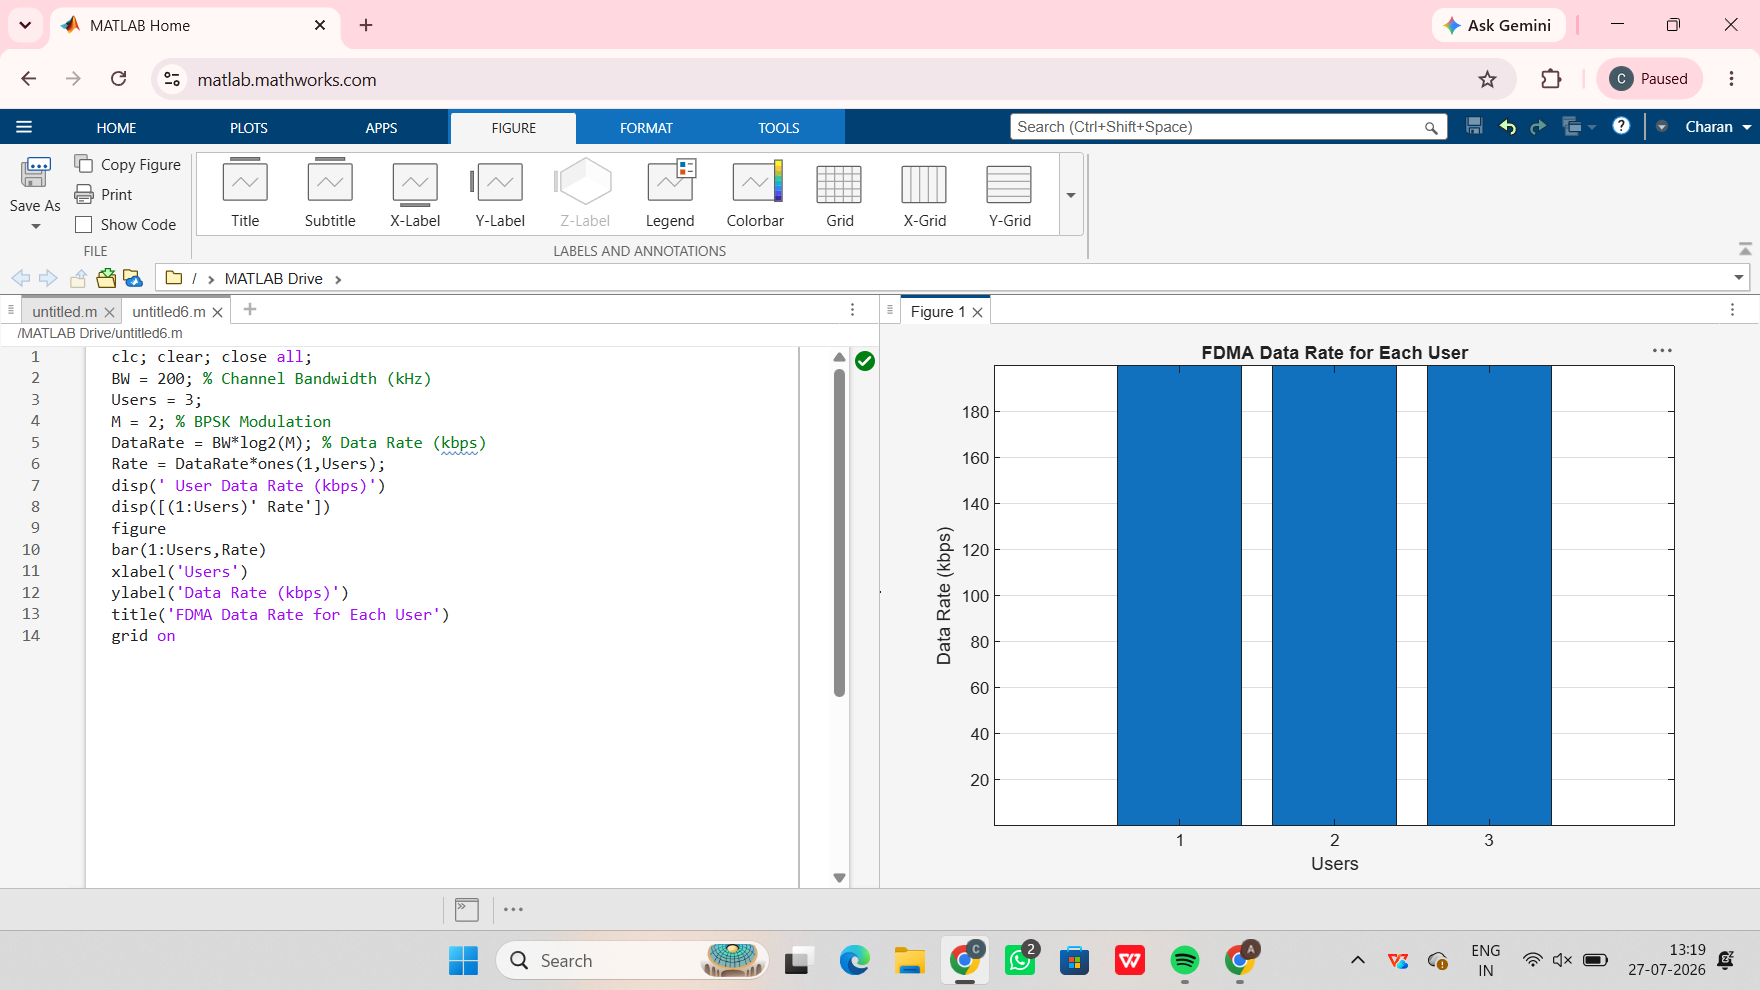 MATLAB Home
Ask Gemini
matlab.mathworks.com
C
Paused
HOME
PLOTS
APPS
FIGURE
FORMAT
TOOLS
Search (Ctrl+Shift+Space)
Charan
Save As
Copy Figure
Print
Show Code
FILE
Title
Subtitle
X-Label
Y-Label
Z-Label
Legend
Colorbar
Grid
X-Grid
Y-Grid
LABELS AND ANNOTATIONS
/ › MATLAB Drive ›
untitled.m
untitled6.m
/MATLAB Drive/untitled6.m
1 clc; clear; close all;
2 BW = 200; % Channel Bandwidth (kHz)
3 Users = 3;
4 M = 2; % BPSK Modulation
5 DataRate = BW*log2(M); % Data Rate (kbps)
6 Rate = DataRate*ones(1,Users);
7 disp(' User Data Rate (kbps)')
8 disp([(1:Users)' Rate'])
9 figure
10 bar(1:Users,Rate)
11 xlabel('Users')
12 ylabel('Data Rate (kbps)')
13 title('FDMA Data Rate for Each User')
14 grid on
Figure 1
FDMA Data Rate for Each User
180
160
140
120
100
80
60
40
20
Data Rate (kbps)
1 2 3
Users
Search
C
2
A
ENG
IN
13:19
27-07-2026